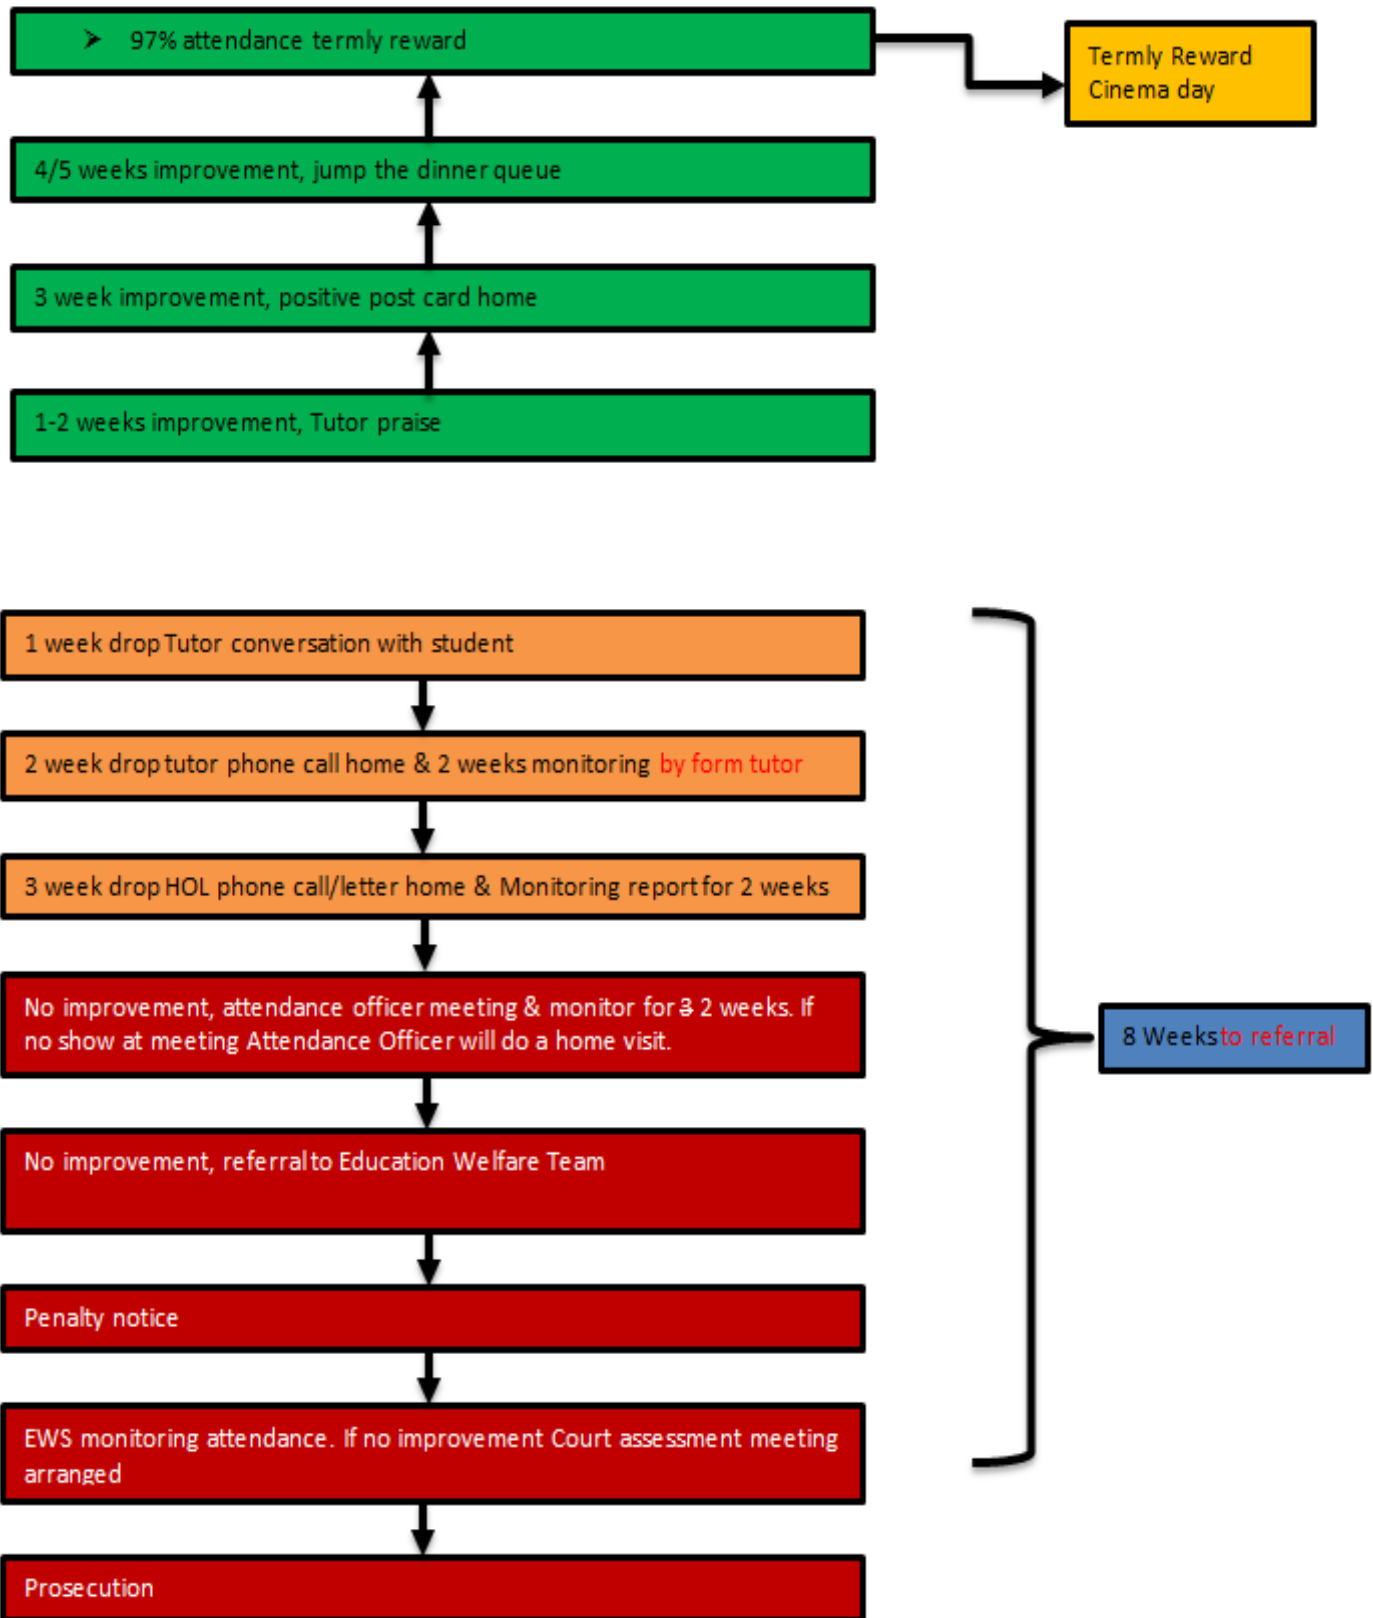 ➢ 97% attendance termly reward
Termly Reward
Cinema day
4/5 weeks improvement, jump the dinner queue
3 week improvement, positive post card home
1-2 weeks improvement, Tutor praise
1 week drop Tutor conversation with student
2 week drop tutor phone call home & 2 weeks monitoring by form tutor
3 week drop HOL phone call/letter home & Monitoring report for 2 weeks
No improvement, attendance officer meeting & monitor for 3 2 weeks. If
no show at meeting Attendance Officer will do a home visit.
8 Weeks to referral
No improvement, referral to Education Welfare Team
Penalty notice
EWS monitoring attendance. If no improvement Court assessment meeting
arranged
Prosecution